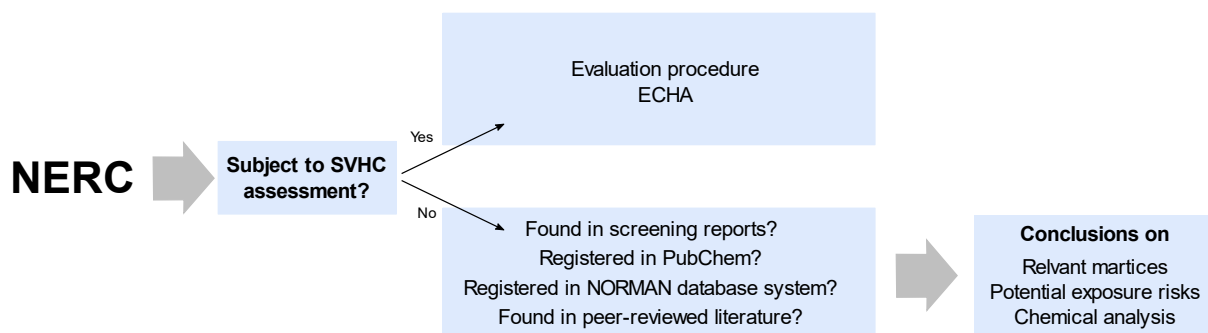 NERC
Subject to SVHC
assessment?
Yes
No
Evaluation procedure
ECHA
Found in screening reports?
Registered in PubChem?
Registered in NORMAN database system?
Found in peer-reviewed literature?
Conclusions on
Relvant martices
Potential exposure risks
Chemical analysis